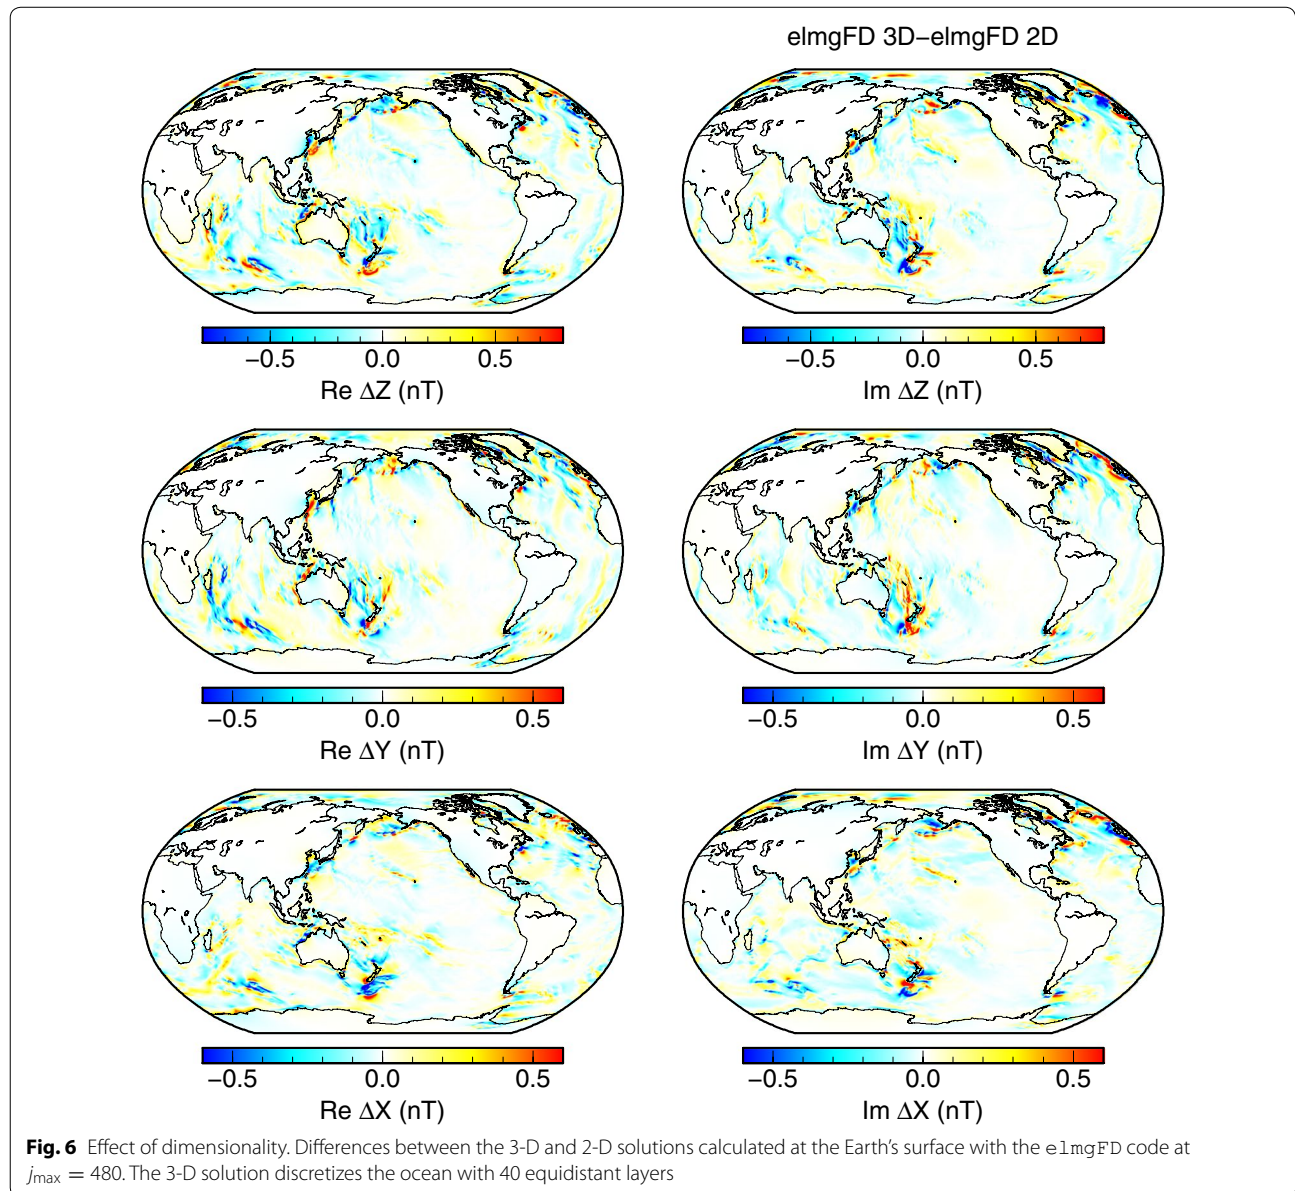 elmgFD 3D−elmgFD 2D
−0.5 0.0 0.5 −0.5 0.0 0.5
Re ΔZ (nT) Im ΔZ (nT)
−0.5 0.0 0.5 −0.5 0.0 0.5
Re ΔY (nT) Im ΔY (nT)
−0.5 0.0 0.5 −0.5 0.0 0.5
Re ΔX (nT) Im ΔX (nT)
Fig. 6 Effect of dimensionality. Differences between the 3-D and 2-D solutions calculated at the Earth's surface with the elmgFD code at
jmax = 480. The 3-D solution discretizes the ocean with 40 equidistant layers